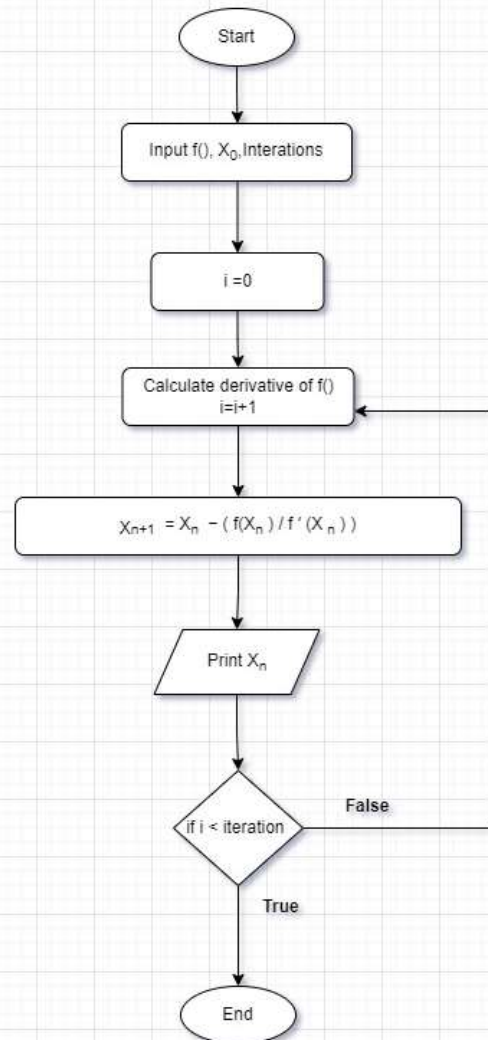 Start
Input f(), X₀,Interations
i =0
Calculate derivative of f()
i=i+1
Xₙ₊₁ = Xₙ − ( f(Xₙ ) / f ' (X ₙ ) )
Print Xₙ
if i < iteration
False
True
End